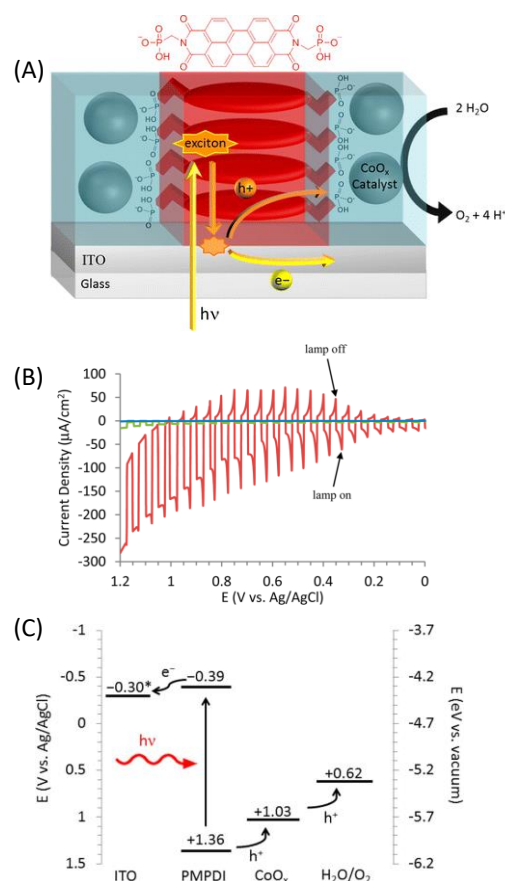 O
N
O
O
N
O
O
⁻O
P
OH
O
P
O⁻
OH
(A)
exciton
h+
CoOₓ
Catalyst
2 H₂O
O₂ + 4 H⁺
ITO
Glass
e−
hν
(B)
Current Density (µA/cm²)
100
50
0
-50
-100
-150
-200
-250
-300
lamp off
lamp on
1.2
1
0.8
0.6
0.4
0.2
0
E (V vs. Ag/AgCl)
(C)
E (V vs. Ag/AgCl)
-1
-0.5
0
0.5
1
1.5
−0.30*
e⁻
−0.39
hν
+1.36
h⁺
+1.03
h⁺
+0.62
-3.7
-4.2
-4.7
-5.2
-5.7
-6.2
E (eV vs. vacuum)
ITO
PMPDI
CoOₓ
H₂O/O₂